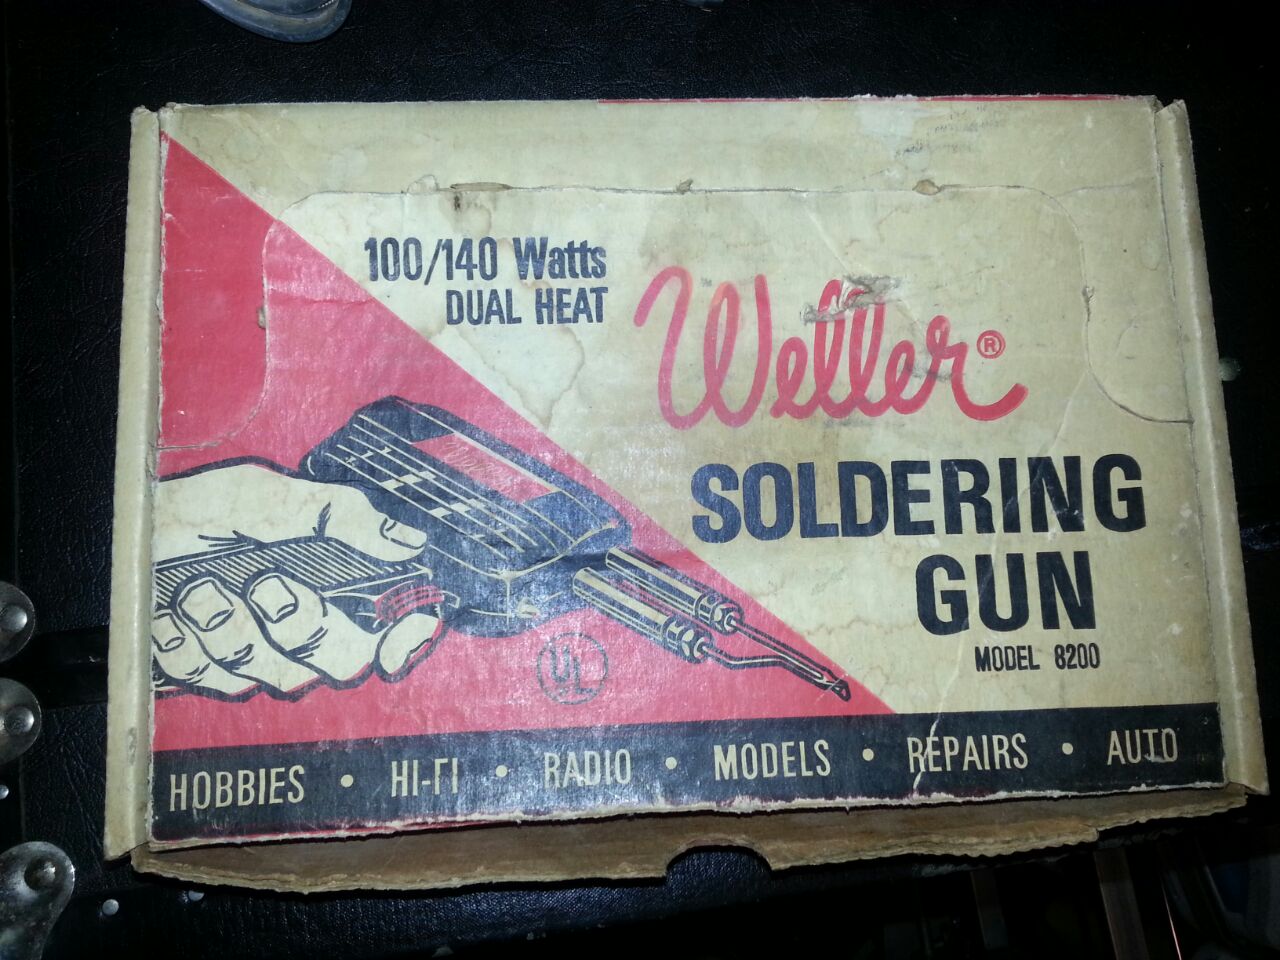 100/140 Watts
DUAL HEAT
Weller®
SOLDERING
GUN
MODEL 8200
UL
HOBBIES • HI-FI • RADIO • MODELS • REPAIRS • AUTO